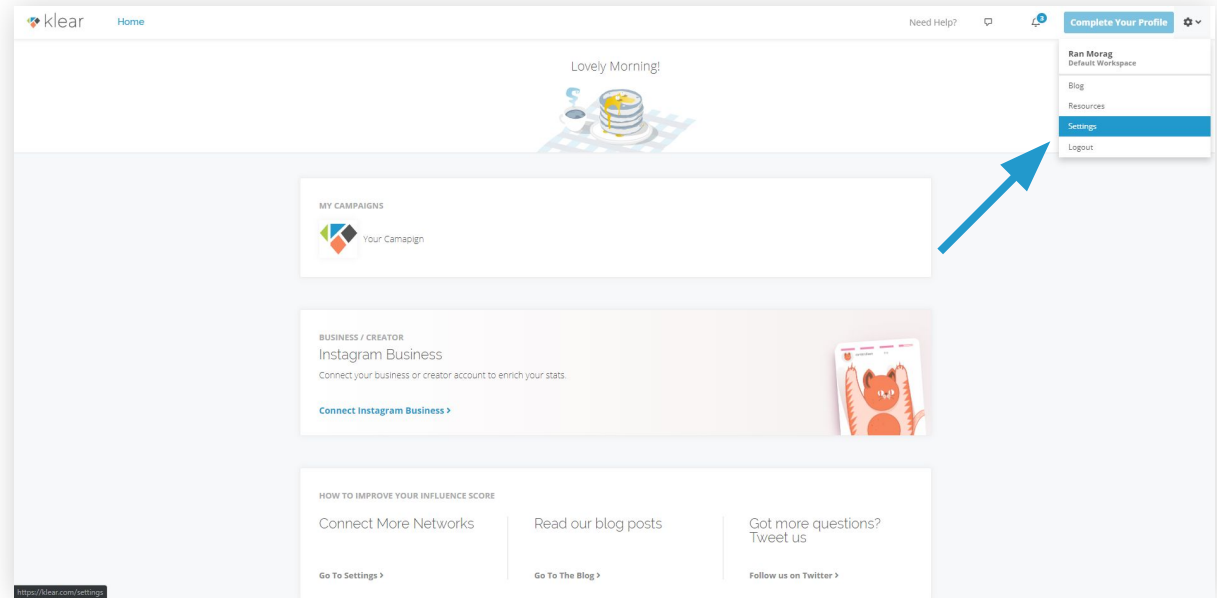 klear
Home
Need Help?
3
Complete Your Profile
Ran Morag
Default Workspace
Blog
Resources
Settings
Logout
Lovely Morning!
MY CAMPAIGNS
Your Camapign
BUSINESS / CREATOR
Instagram Business
Connect your business or creator account to enrich your stats.
Connect Instagram Business >
HOW TO IMPROVE YOUR INFLUENCE SCORE
Connect More Networks
Go To Settings >
Read our blog posts
Go To The Blog >
Got more questions?
Tweet us
Follow us on Twitter >
https://klear.com/settings